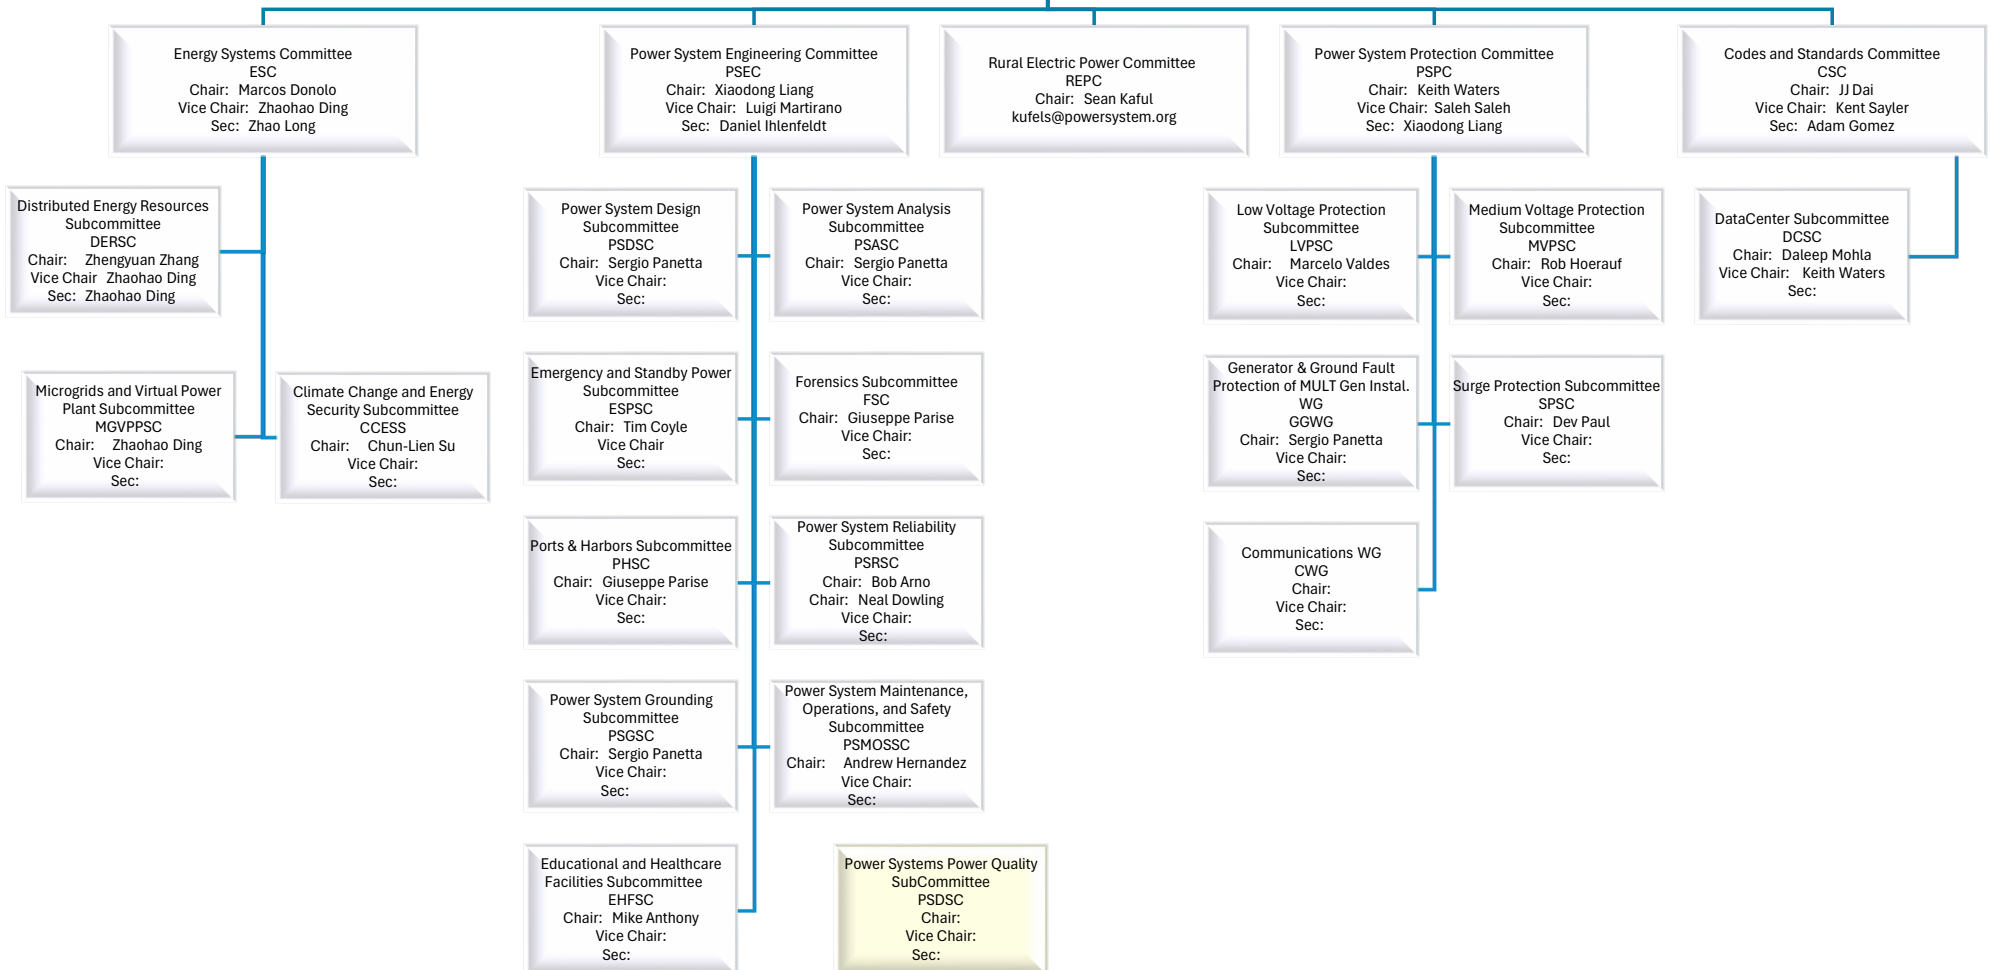 Energy Systems Committee
ESC
Chair: Marcos Donolo
Vice Chair: Zhaohao Ding
Sec: Zhao Long
Power System Engineering Committee
PSEC
Chair: Xiaodong Liang
Vice Chair: Luigi Martirano
Sec: Daniel Ihlenfeldt
Rural Electric Power Committee
REPC
Chair: Sean Kaful
kufels@powersystem.org
Power System Protection Committee
PSPC
Chair: Keith Waters
Vice Chair: Saleh Saleh
Sec: Xiaodong Liang
Codes and Standards Committee
CSC
Chair: JJ Dai
Vice Chair: Kent Sayler
Sec: Adam Gomez
Distributed Energy Resources
Subcommittee
DERSC
Chair: Zhengyuan Zhang
Vice Chair Zhaohao Ding
Sec: Zhaohao Ding
Microgrids and Virtual Power
Plant Subcommittee
MGVPPSC
Chair: Zhaohao Ding
Vice Chair:
Sec:
Climate Change and Energy
Security Subcommittee
CCESS
Chair: Chun-Lien Su
Vice Chair:
Sec:
Power System Design
Subcommittee
PSDSC
Chair: Sergio Panetta
Vice Chair:
Sec:
Power System Analysis
Subcommittee
PSASC
Chair: Sergio Panetta
Vice Chair:
Sec:
Emergency and Standby Power
Subcommittee
ESPSC
Chair: Tim Coyle
Vice Chair
Sec:
Forensics Subcommittee
FSC
Chair: Giuseppe Parise
Vice Chair:
Sec:
Ports & Harbors Subcommittee
PHSC
Chair: Giuseppe Parise
Vice Chair:
Sec:
Power System Reliability
Subcommittee
PSRSC
Chair: Bob Arno
Chair: Neal Dowling
Vice Chair:
Sec:
Power System Grounding
Subcommittee
PSGSC
Chair: Sergio Panetta
Vice Chair:
Sec:
Power System Maintenance,
Operations, and Safety
Subcommittee
PSMOSSC
Chair: Andrew Hernandez
Vice Chair:
Sec:
Educational and Healthcare
Facilities Subcommittee
EHFSC
Chair: Mike Anthony
Vice Chair:
Sec:
Power Systems Power Quality
SubCommittee
PSDSC
Chair:
Vice Chair:
Sec:
Low Voltage Protection
Subcommittee
LVPSC
Chair: Marcelo Valdes
Vice Chair:
Sec:
Medium Voltage Protection
Subcommittee
MVPSC
Chair: Rob Hoerauf
Vice Chair:
Sec:
Generator & Ground Fault
Protection of MULT Gen Instal.
WG
GGWG
Chair: Sergio Panetta
Vice Chair:
Sec:
Surge Protection Subcommittee
SPSC
Chair: Dev Paul
Vice Chair:
Sec:
Communications WG
CWG
Chair:
Vice Chair:
Sec:
DataCenter Subcommittee
DCSC
Chair: Daleep Mohla
Vice Chair: Keith Waters
Sec: